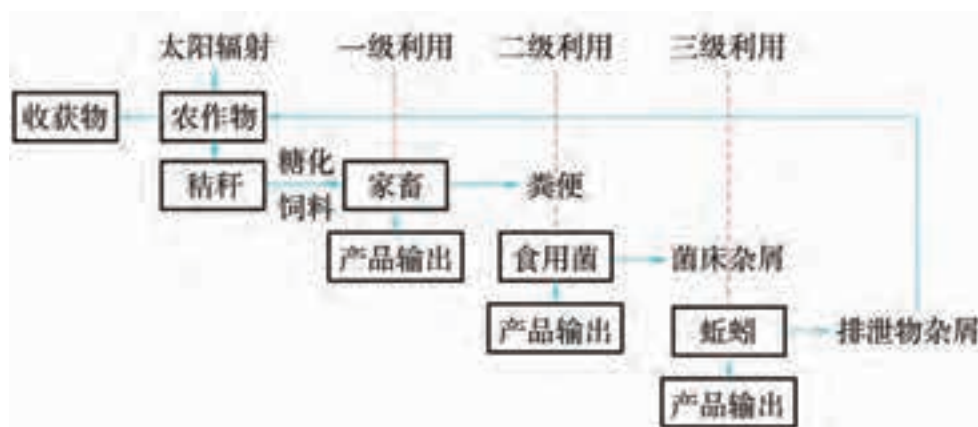 太阳辐射 一级利用 二级利用 三级利用
收获物 农作物
秸秆 糖化 饲料 家畜 粪便
产品输出 食用菌 菌床杂屑
产品输出 蚯蚓 排泄物杂屑
产品输出